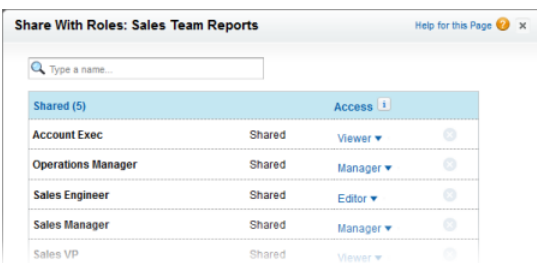 Share With Roles: Sales Team Reports Help for this Page ? x
Type a name...
Shared (5) Access i
Account Exec Shared Viewer
Operations Manager Shared Manager
Sales Engineer Shared Editor
Sales Manager Shared Manager
Sales VP Shared Viewer